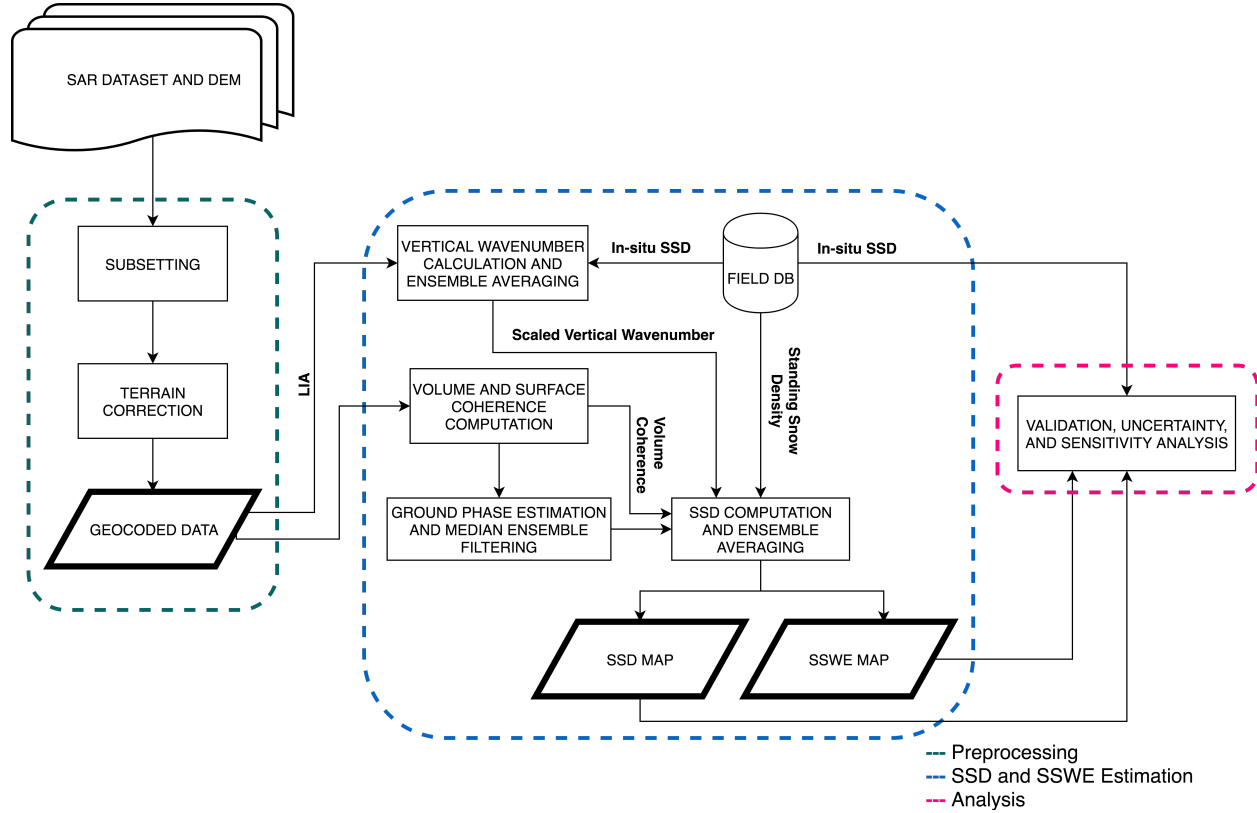 SAR DATASET AND DEM
SUBSETTING
TERRAIN
CORRECTION
GEOCODED DATA
LIA
VERTICAL WAVENUMBER
CALCULATION AND
ENSEMBLE AVERAGING
In-situ SSD
FIELD DB
In-situ SSD
Scaled Vertical Wavenumber
Standing Snow
Density
VOLUME AND SURFACE
COHERENCE
COMPUTATION
Volume
Coherence
GROUND PHASE ESTIMATION
AND MEDIAN ENSEMBLE
FILTERING
SSD COMPUTATION
AND ENSEMBLE
AVERAGING
SSD MAP
SSWE MAP
VALIDATION, UNCERTAINTY,
AND SENSITIVITY ANALYSIS
Preprocessing
SSD and SSWE Estimation
Analysis